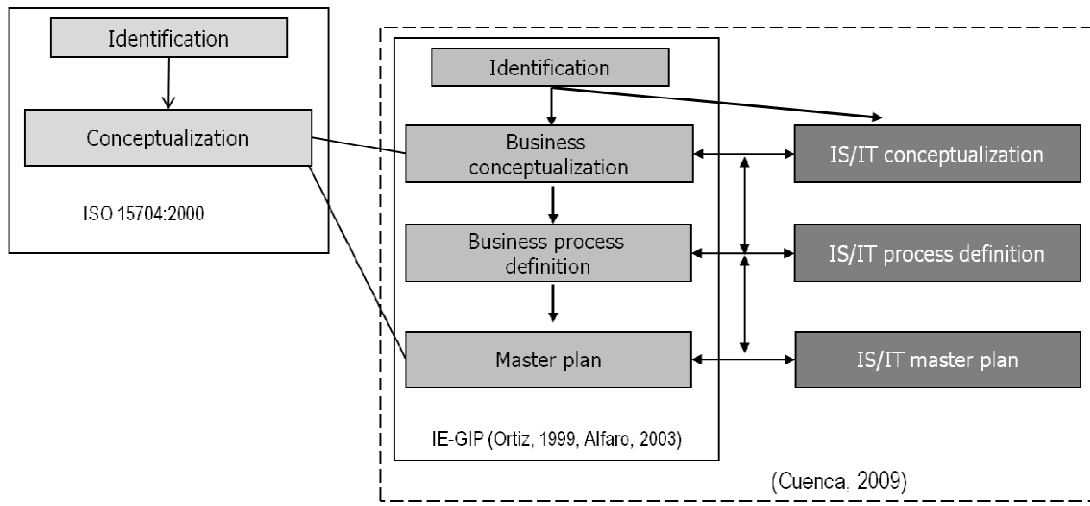 Identification
Conceptualization
ISO 15704:2000
Identification
Business
conceptualization
Business process
definition
Master plan
IE-GIP (Ortiz, 1999, Alfaro, 2003)
IS/IT conceptualization
IS/IT process definition
IS/IT master plan
(Cuenca, 2009)